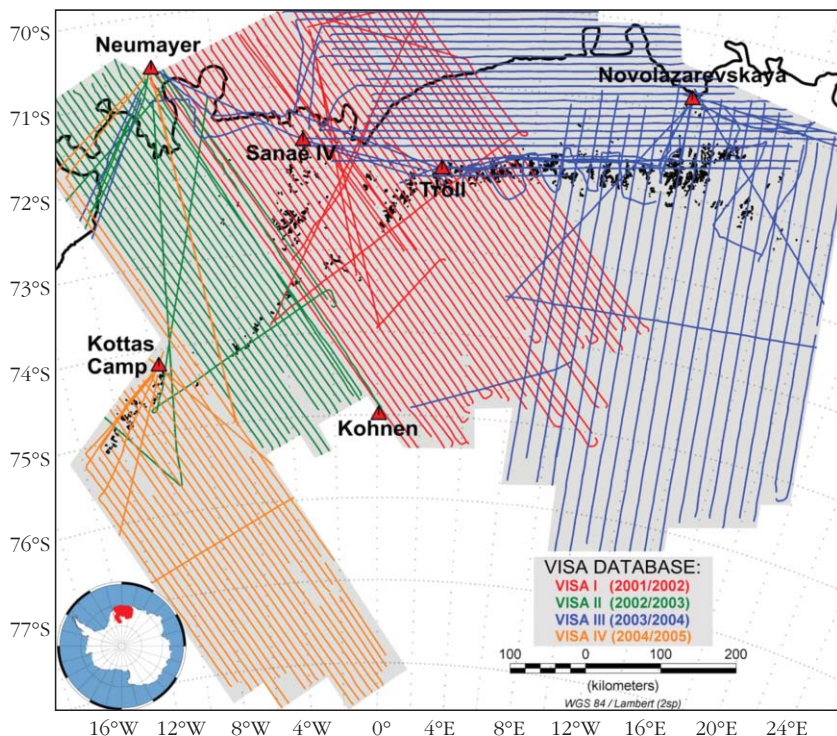 70°S
71°S
72°S
73°S
74°S
75°S
76°S
77°S
Neumayer
Novolazarevskaya
Sanae IV
Troll
Kottas
Camp
Kohnen
VISA DATABASE:
VISA I (2001/2002)
VISA II (2002/2003)
VISA III (2003/2004)
VISA IV (2004/2005)
100 0 100 200
(kilometers)
WGS 84 / Lambert (2sp)
16°W 12°W 8°W 4°W 0° 4°E 8°E 12°E 16°E 20°E 24°E